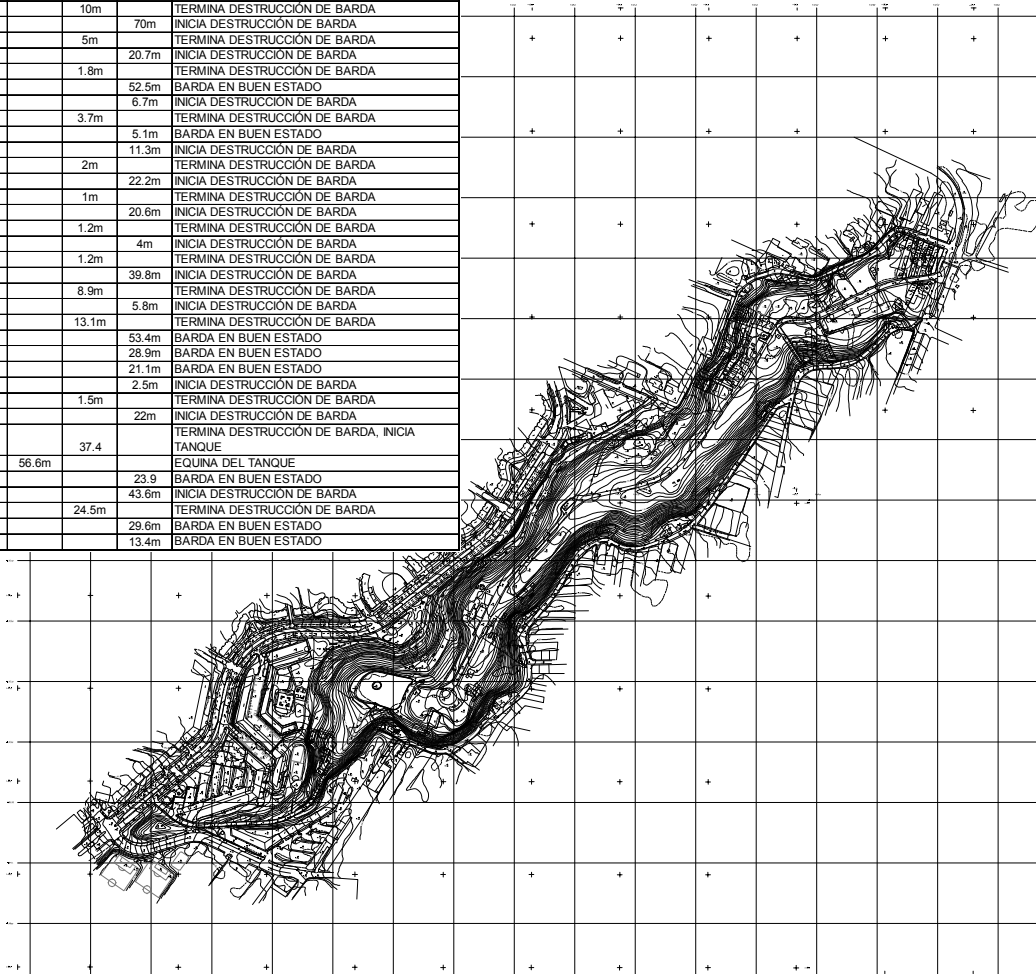 10m TERMINA DESTRUCCIÓN DE BARDA
70m INICIA DESTRUCCIÓN DE BARDA
5m TERMINA DESTRUCCIÓN DE BARDA
20.7m INICIA DESTRUCCIÓN DE BARDA
1.8m TERMINA DESTRUCCIÓN DE BARDA
52.5m BARDA EN BUEN ESTADO
6.7m INICIA DESTRUCCIÓN DE BARDA
3.7m TERMINA DESTRUCCIÓN DE BARDA
5.1m BARDA EN BUEN ESTADO
11.3m INICIA DESTRUCCIÓN DE BARDA
2m TERMINA DESTRUCCIÓN DE BARDA
22.2m INICIA DESTRUCCIÓN DE BARDA
1m TERMINA DESTRUCCIÓN DE BARDA
20.6m INICIA DESTRUCCIÓN DE BARDA
1.2m TERMINA DESTRUCCIÓN DE BARDA
4m INICIA DESTRUCCIÓN DE BARDA
1.2m TERMINA DESTRUCCIÓN DE BARDA
39.8m INICIA DESTRUCCIÓN DE BARDA
8.9m TERMINA DESTRUCCIÓN DE BARDA
5.8m INICIA DESTRUCCIÓN DE BARDA
13.1m TERMINA DESTRUCCIÓN DE BARDA
53.4m BARDA EN BUEN ESTADO
28.9m BARDA EN BUEN ESTADO
21.1m BARDA EN BUEN ESTADO
2.5m INICIA DESTRUCCIÓN DE BARDA
1.5m TERMINA DESTRUCCIÓN DE BARDA
22m INICIA DESTRUCCIÓN DE BARDA
TERMINA DESTRUCCIÓN DE BARDA, INICIA
37.4 TANQUE
56.6m EQUINA DEL TANQUE
23.9 BARDA EN BUEN ESTADO
43.6m INICIA DESTRUCCIÓN DE BARDA
24.5m TERMINA DESTRUCCIÓN DE BARDA
29.6m BARDA EN BUEN ESTADO
13.4m BARDA EN BUEN ESTADO